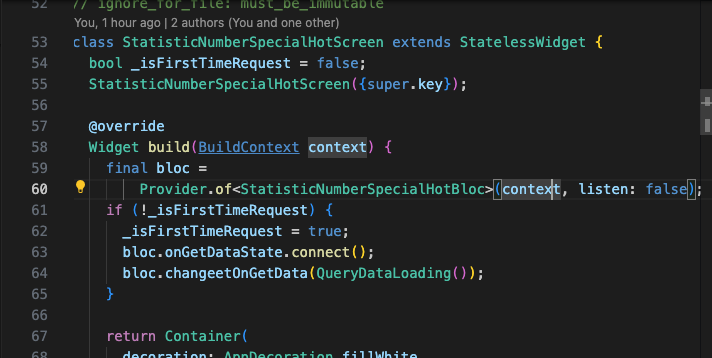 52 // ignore_for_file: must_be_immutable
You, 1 hour ago | 2 authors (You and one other)
53 class StatisticNumberSpecialHotScreen extends StatelessWidget {
54 bool _isFirstTimeRequest = false;
55 StatisticNumberSpecialHotScreen({super.key});
56
57 @override
58 Widget build(BuildContext context) {
59 final bloc =
60 Provider.of<StatisticNumberSpecialHotBloc>(context, listen: false);
61 if (!_isFirstTimeRequest) {
62 _isFirstTimeRequest = true;
63 bloc.onGetDataState.connect();
64 bloc.changeetOnGetData(QueryDataLoading());
65 }
66
67 return Container(
68 decoration: AppDecoration.fillWhite